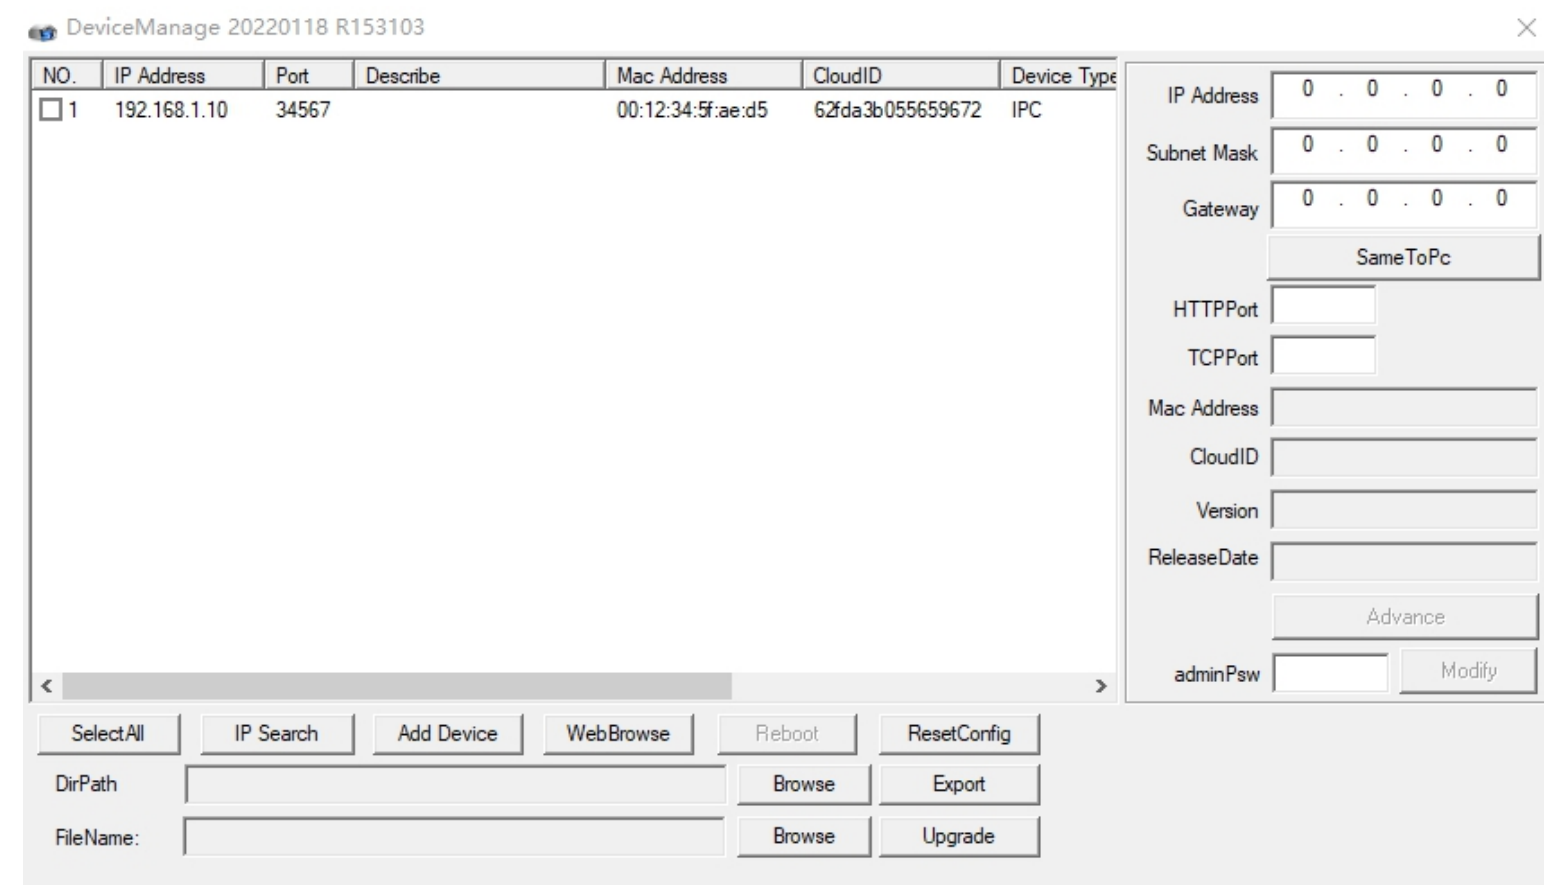 DeviceManage 20220118 R153103
NO. IP Address Port Describe Mac Address CloudID Device Type
1 192.168.1.10 34567 00:12:34:5f:ae:d5 62fda3b055659672 IPC
IP Address 0 . 0 . 0 . 0
Subnet Mask 0 . 0 . 0 . 0
Gateway 0 . 0 . 0 . 0
SameToPc
HTTPPort
TCPPort
Mac Address
CloudID
Version
ReleaseDate
Advance
adminPsw Modify
SelectAll IP Search Add Device WebBrowse Reboot ResetConfig
DirPath Browse Export
FileName: Browse Upgrade